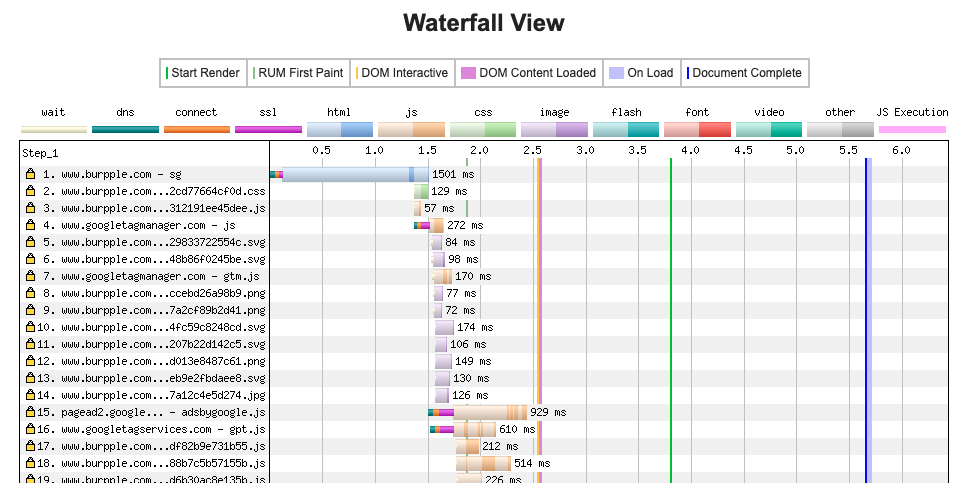 Waterfall View
Start Render RUM First Paint DOM Interactive DOM Content Loaded On Load Document Complete
wait dns connect ssl html js css image flash font video other JS Execution
Step_1 0.5 1.0 1.5 2.0 2.5 3.0 3.5 4.0 4.5 5.0 5.5 6.0
1. www.burpple.com - sg 1501 ms
2. www.burpple.com...2cd77664cf0d.css 129 ms
3. www.burpple.com...312191ee45dee.js 57 ms
4. www.googletagmanager.com - js 272 ms
5. www.burpple.com...29833722554c.svg 84 ms
6. www.burpple.com...48b86f0245be.svg 98 ms
7. www.googletagmanager.com - gtm.js 170 ms
8. www.burpple.com...ccebd26a98b9.png 77 ms
9. www.burpple.com...7a2cf89b2d41.png 72 ms
10. www.burpple.com...4fc59c8248cd.svg 174 ms
11. www.burpple.com...207b22d142c5.svg 106 ms
12. www.burpple.com...d013e8487c61.png 149 ms
13. www.burpple.com...eb9e2fbdaee8.svg 130 ms
14. www.burpple.com...7a12c4e5d274.jpg 126 ms
15. pagead2.google... - adsbygoogle.js 929 ms
16. www.googletagservices.com - gpt.js 610 ms
17. www.burpple.com...df82b9e731b55.js 212 ms
18. www.burpple.com...88b7c5b57155b.js 514 ms
19. www.burpple.com...d6b30ac8e135b.js 226 ms